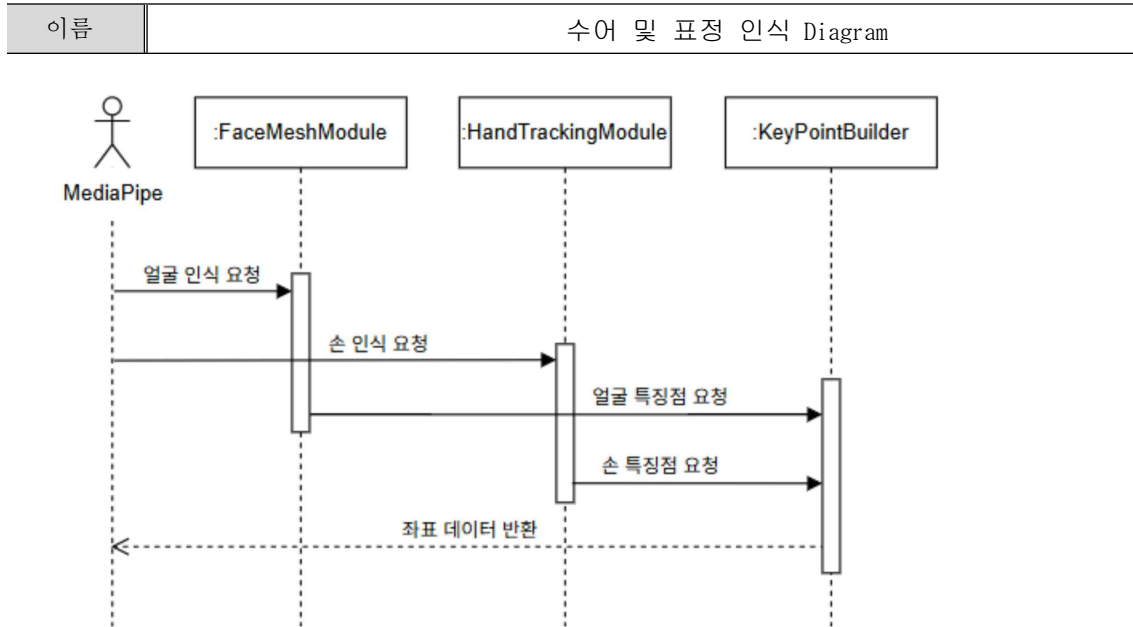 이름
수어 및 표정 인식 Diagram
MediaPipe
:FaceMeshModule
:HandTrackingModule
:KeyPointBuilder
얼굴 인식 요청
손 인식 요청
얼굴 특징점 요청
손 특징점 요청
좌표 데이터 반환